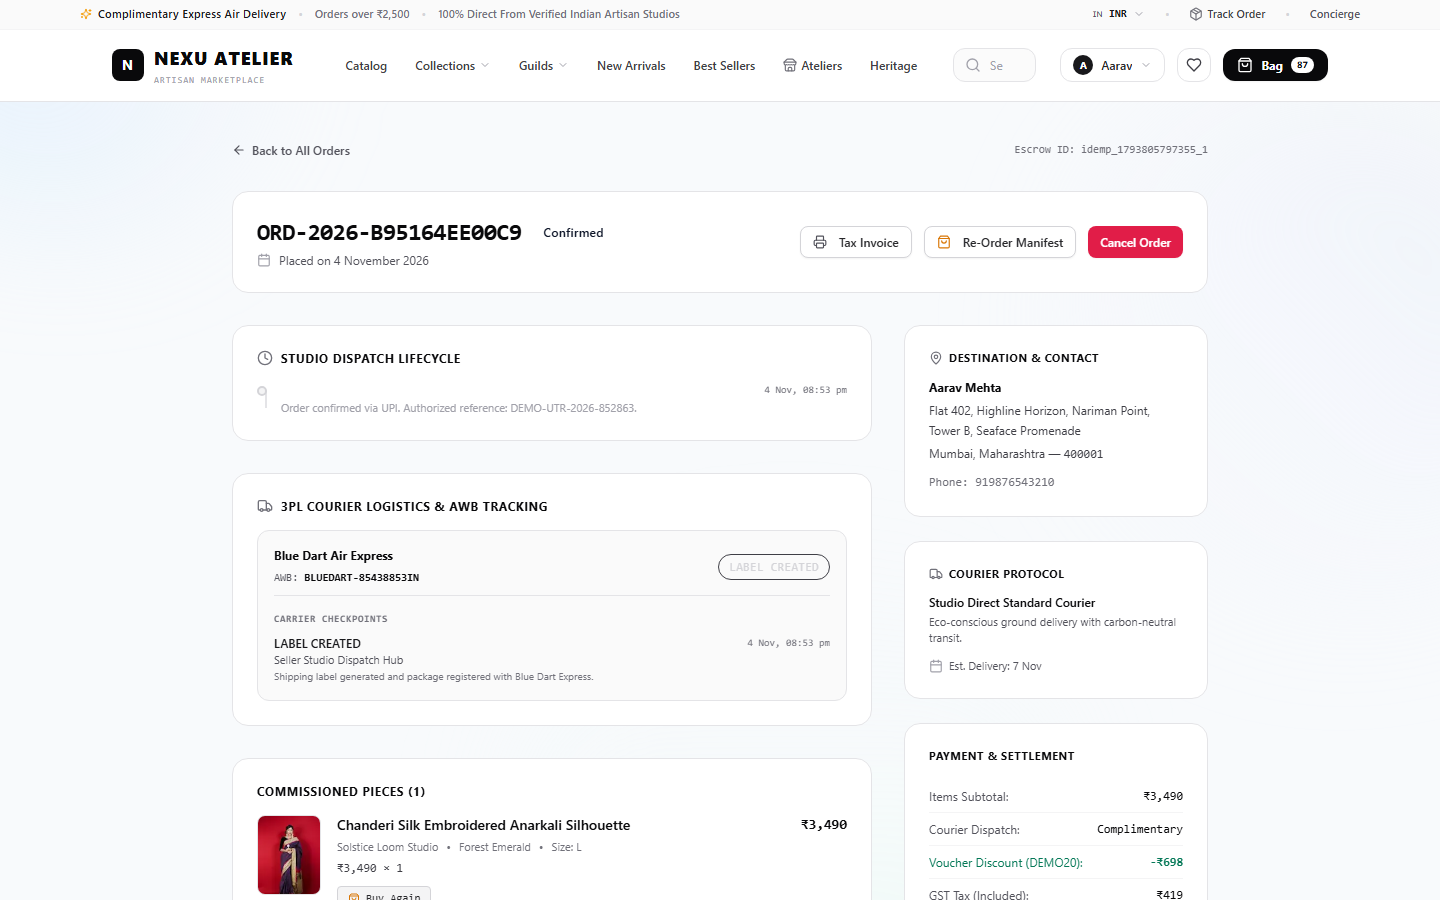 Complimentary Express Air Delivery • Orders over ₹2,500 • 100% Direct From Verified Indian Artisan Studios
IN INR • Track Order • Concierge
N NEXU ATELIER
ARTISAN MARKETPLACE
Catalog Collections Guilds New Arrivals Best Sellers Ateliers Heritage
Se
A Aarav
Bag 87
Back to All Orders
Escrow ID: idemp_1793805797355_1
ORD-2026-B95164EE00C9 Confirmed
Placed on 4 November 2026
Tax Invoice
Re-Order Manifest
Cancel Order
STUDIO DISPATCH LIFECYCLE
4 Nov, 08:53 pm
Order confirmed via UPI. Authorized reference: DEMO-UTR-2026-852863.
3PL COURIER LOGISTICS & AWB TRACKING
Blue Dart Air Express
AWB: BLUEDART-85438853IN
LABEL CREATED
CARRIER CHECKPOINTS
LABEL CREATED 4 Nov, 08:53 pm
Seller Studio Dispatch Hub
Shipping label generated and package registered with Blue Dart Express.
COMMISSIONED PIECES (1)
Chanderi Silk Embroidered Anarkali Silhouette ₹3,490
Solstice Loom Studio • Forest Emerald • Size: L
₹3,490 × 1
Buy Again
DESTINATION & CONTACT
Aarav Mehta
Flat 402, Highline Horizon, Nariman Point,
Tower B, Seaface Promenade
Mumbai, Maharashtra — 400001
Phone: 919876543210
COURIER PROTOCOL
Studio Direct Standard Courier
Eco-conscious ground delivery with carbon-neutral
transit.
Est. Delivery: 7 Nov
PAYMENT & SETTLEMENT
Items Subtotal: ₹3,490
Courier Dispatch: Complimentary
Voucher Discount (DEMO20): -₹698
GST Tax (Included): ₹419